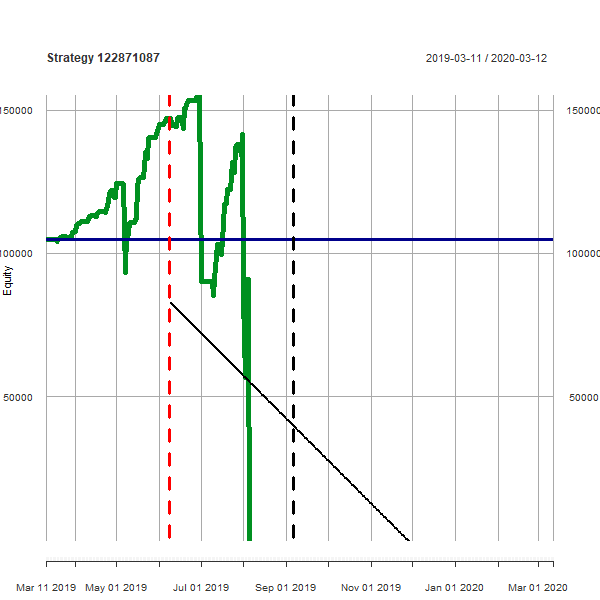 Strategy 122871087
2019-03-11 / 2020-03-12
150000
150000
100000
100000
Equity
50000
50000
Mar 11 2019
May 01 2019
Jul 01 2019
Sep 01 2019
Nov 01 2019
Jan 01 2020
Mar 01 2020